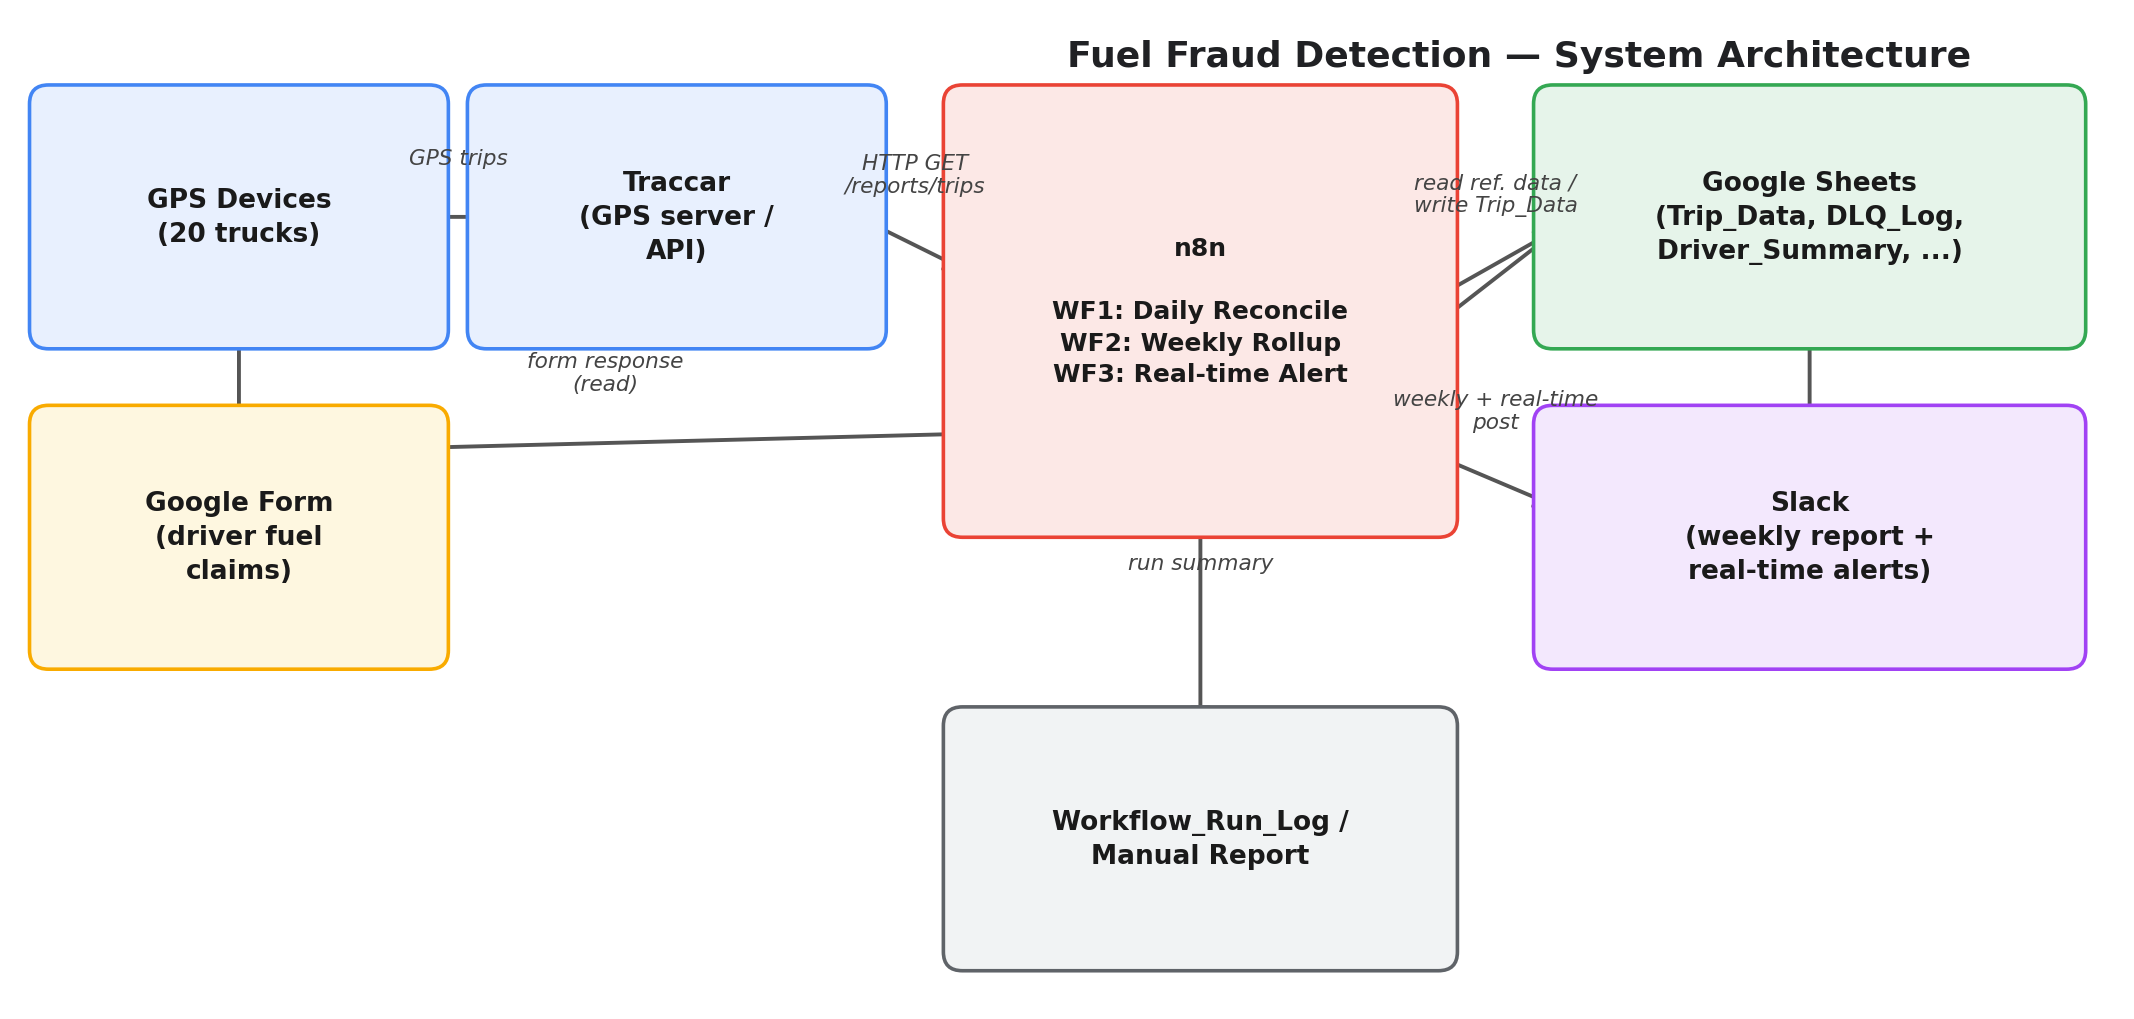 Fuel Fraud Detection — System Architecture
GPS Devices
(20 trucks)
GPS trips
Traccar
(GPS server /
API)
HTTP GET
/reports/trips
n8n
WF1: Daily Reconcile
WF2: Weekly Rollup
WF3: Real-time Alert
read ref. data /
write Trip_Data
Google Sheets
(Trip_Data, DLQ_Log,
Driver_Summary, ...)
form response
(read)
weekly + real-time
post
Google Form
(driver fuel
claims)
Slack
(weekly report +
real-time alerts)
run summary
Workflow_Run_Log /
Manual Report